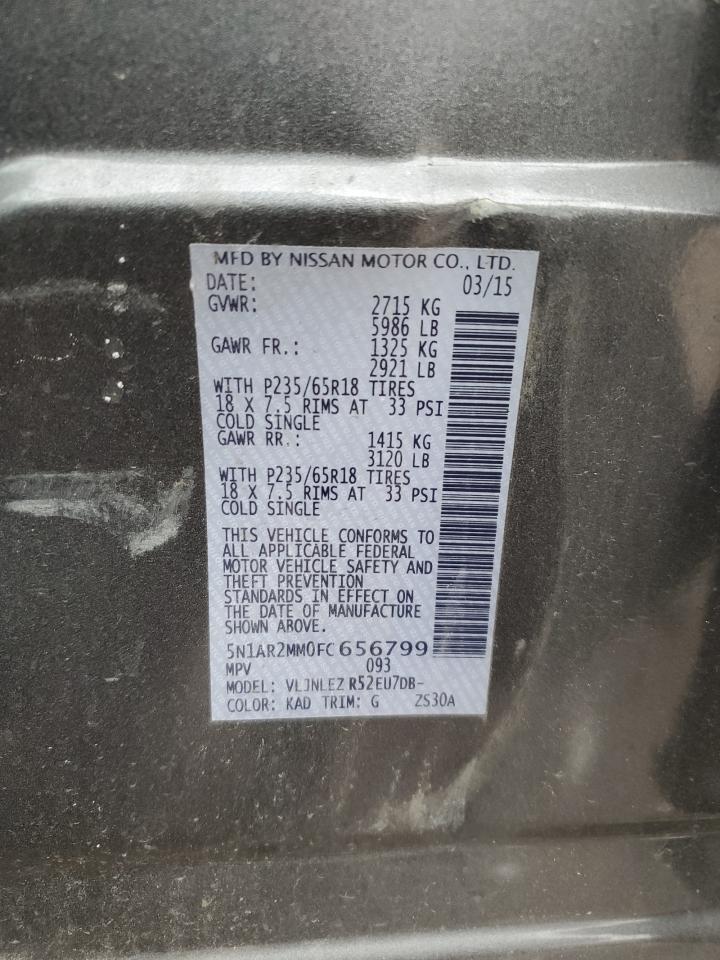 MFD BY NISSAN MOTOR CO., LTD.
DATE: 03/15
GVWR: 2715 KG
5986 LB
GAWR FR.: 1325 KG
2921 LB
WITH P235/65R18 TIRES
18 X 7.5 RIMS AT 33 PSI
COLD SINGLE
GAWR RR.: 1415 KG
3120 LB
WITH P235/65R18 TIRES
18 X 7.5 RIMS AT 33 PSI
COLD SINGLE
THIS VEHICLE CONFORMS TO
ALL APPLICABLE FEDERAL
MOTOR VEHICLE SAFETY AND
THEFT PREVENTION
STANDARDS IN EFFECT ON
THE DATE OF MANUFACTURE
SHOWN ABOVE.
5N1AR2MM0FC656799
MPV 093
MODEL: VLJNLEZ R52EU7DB-
COLOR: KAD TRIM: G ZS30A